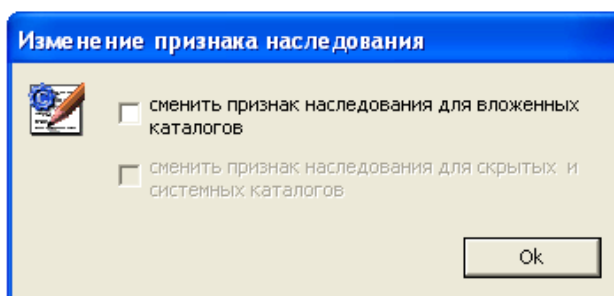 Изменение признака наследования
сменить признак наследования для вложенных
каталогов
сменить признак наследования для скрытых и
системных каталогов
Ok